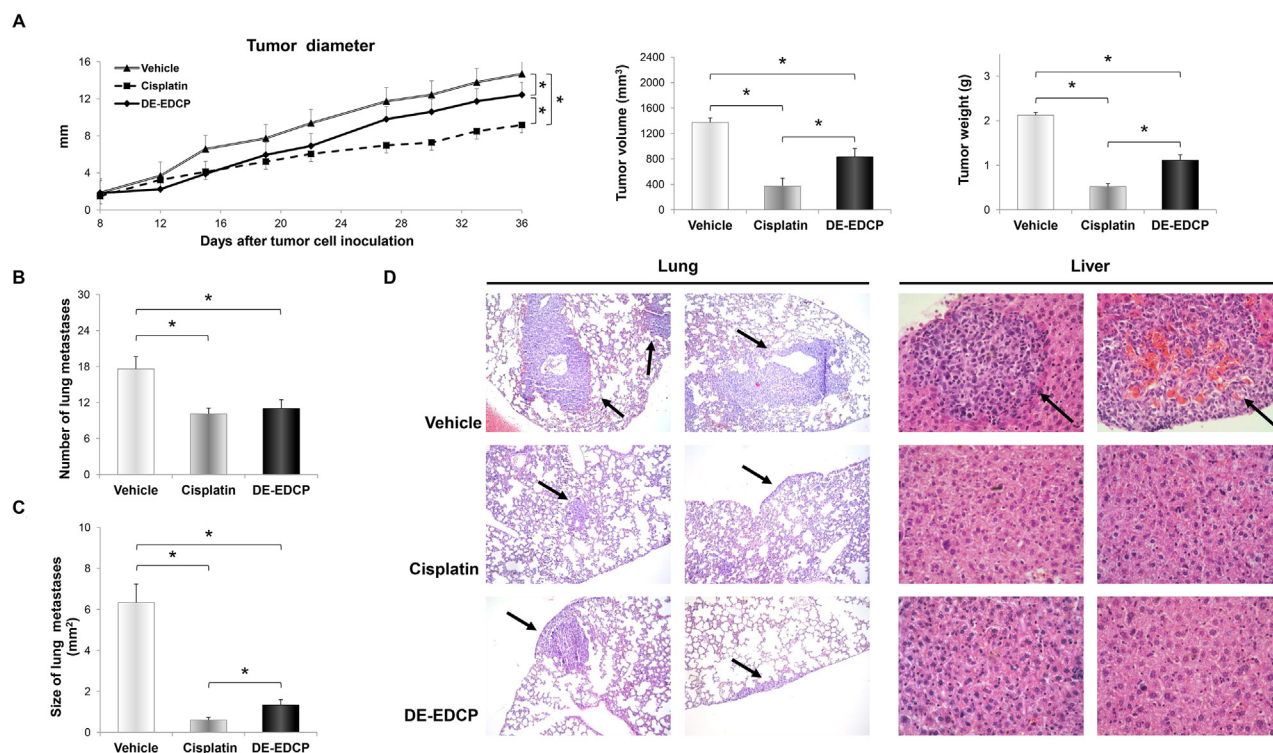 A
Tumor diameter
Vehicle
Cisplatin
DE-EDCP
mm
16
12
8
4
0
8
12
16
20
24
28
32
36
Days after tumor cell inoculation
*
*
*
Tumor volume (mm³)
2400
2000
1600
1200
800
400
0
*
*
*
Vehicle
Cisplatin
DE-EDCP
Tumor weight (g)
3
2
1
0
*
*
*
Vehicle
Cisplatin
DE-EDCP
B
Number of lung metastases
30
24
18
12
6
0
*
*
Vehicle
Cisplatin
DE-EDCP
C
Size of lung metastases
(mm²)
10
8
6
4
2
0
*
*
*
Vehicle
Cisplatin
DE-EDCP
D
Lung
Liver
Vehicle
Cisplatin
DE-EDCP